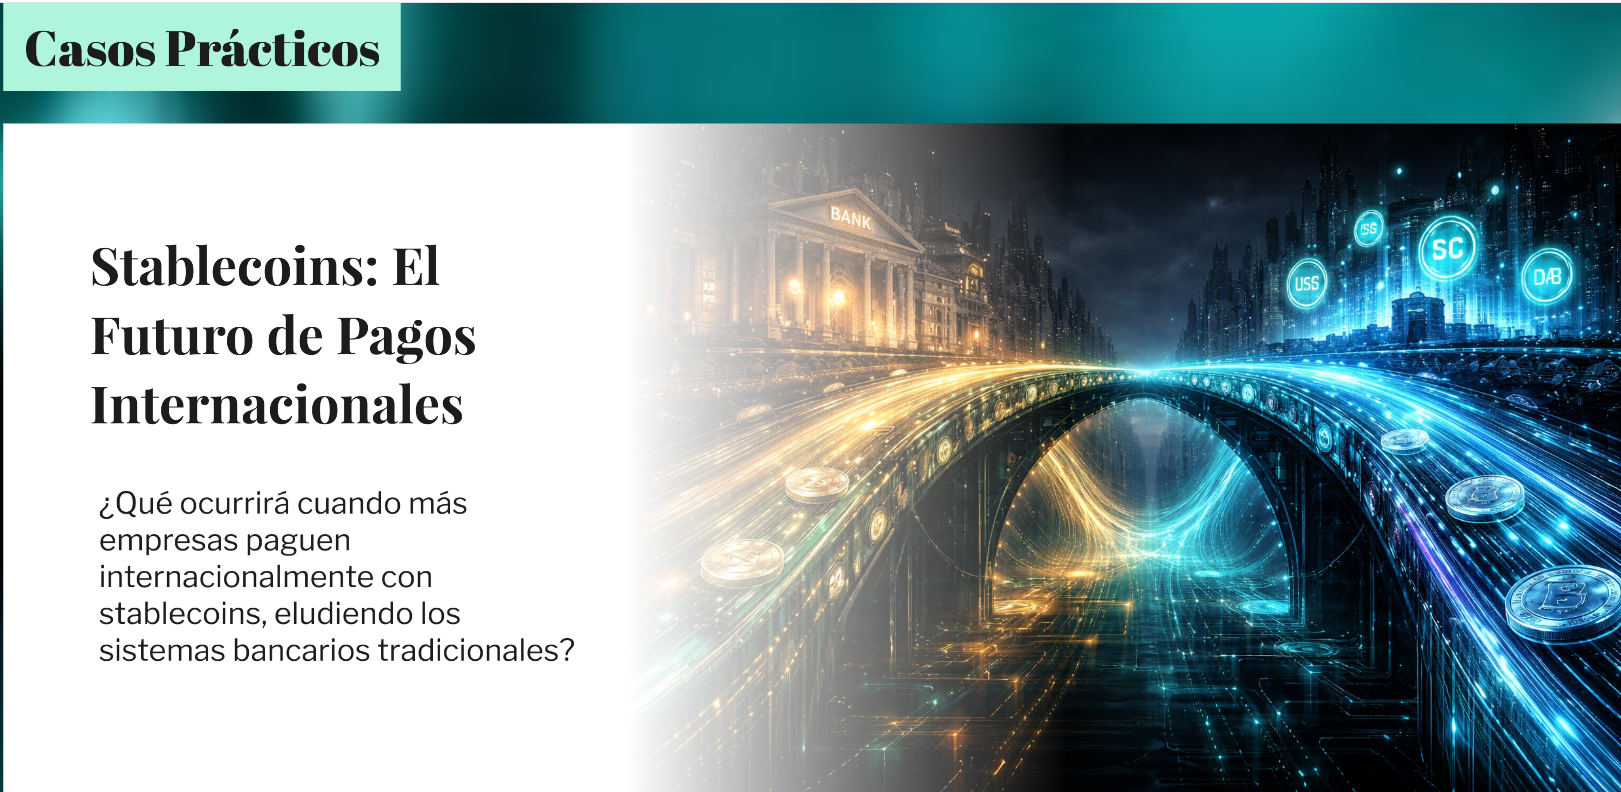 Casos Prácticos
Stablecoins: El
Futuro de Pagos
Internacionales
¿Qué ocurrirá cuando más
empresas paguen
internacionalmente con
stablecoins, eludiendo los
sistemas bancarios tradicionales?
BANK
SC